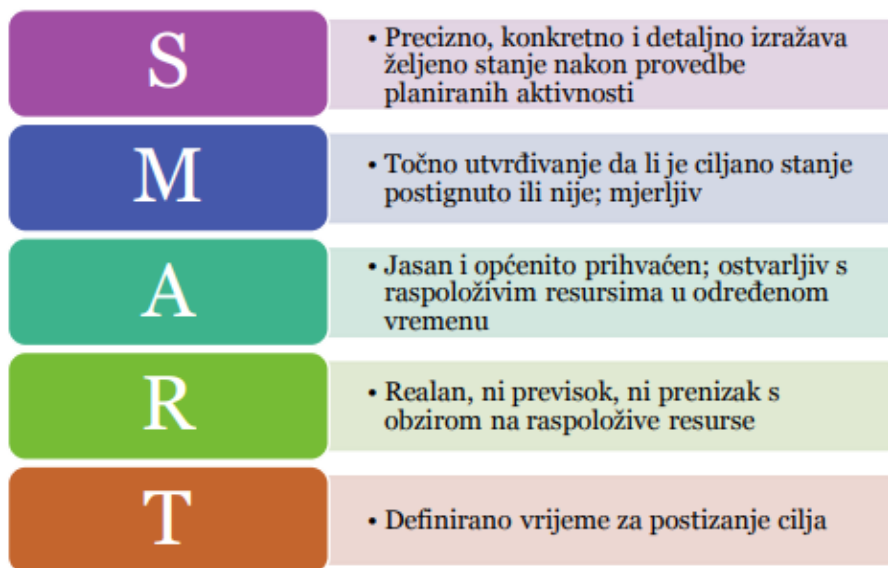 S
• Precizno, konkretno i detaljno izražava
željeno stanje nakon provedbe
planiranih aktivnosti
M
• Točno utvrđivanje da li je ciljano stanje
postignuto ili nije; mjerljiv
A
• Jasan i općenito prihvaćen; ostvarljiv s
raspoloživim resursima u određenom
vremenu
R
• Realan, ni previsok, ni prenizak s
obzirom na raspoložive resurse
T
• Definirano vrijeme za postizanje cilja